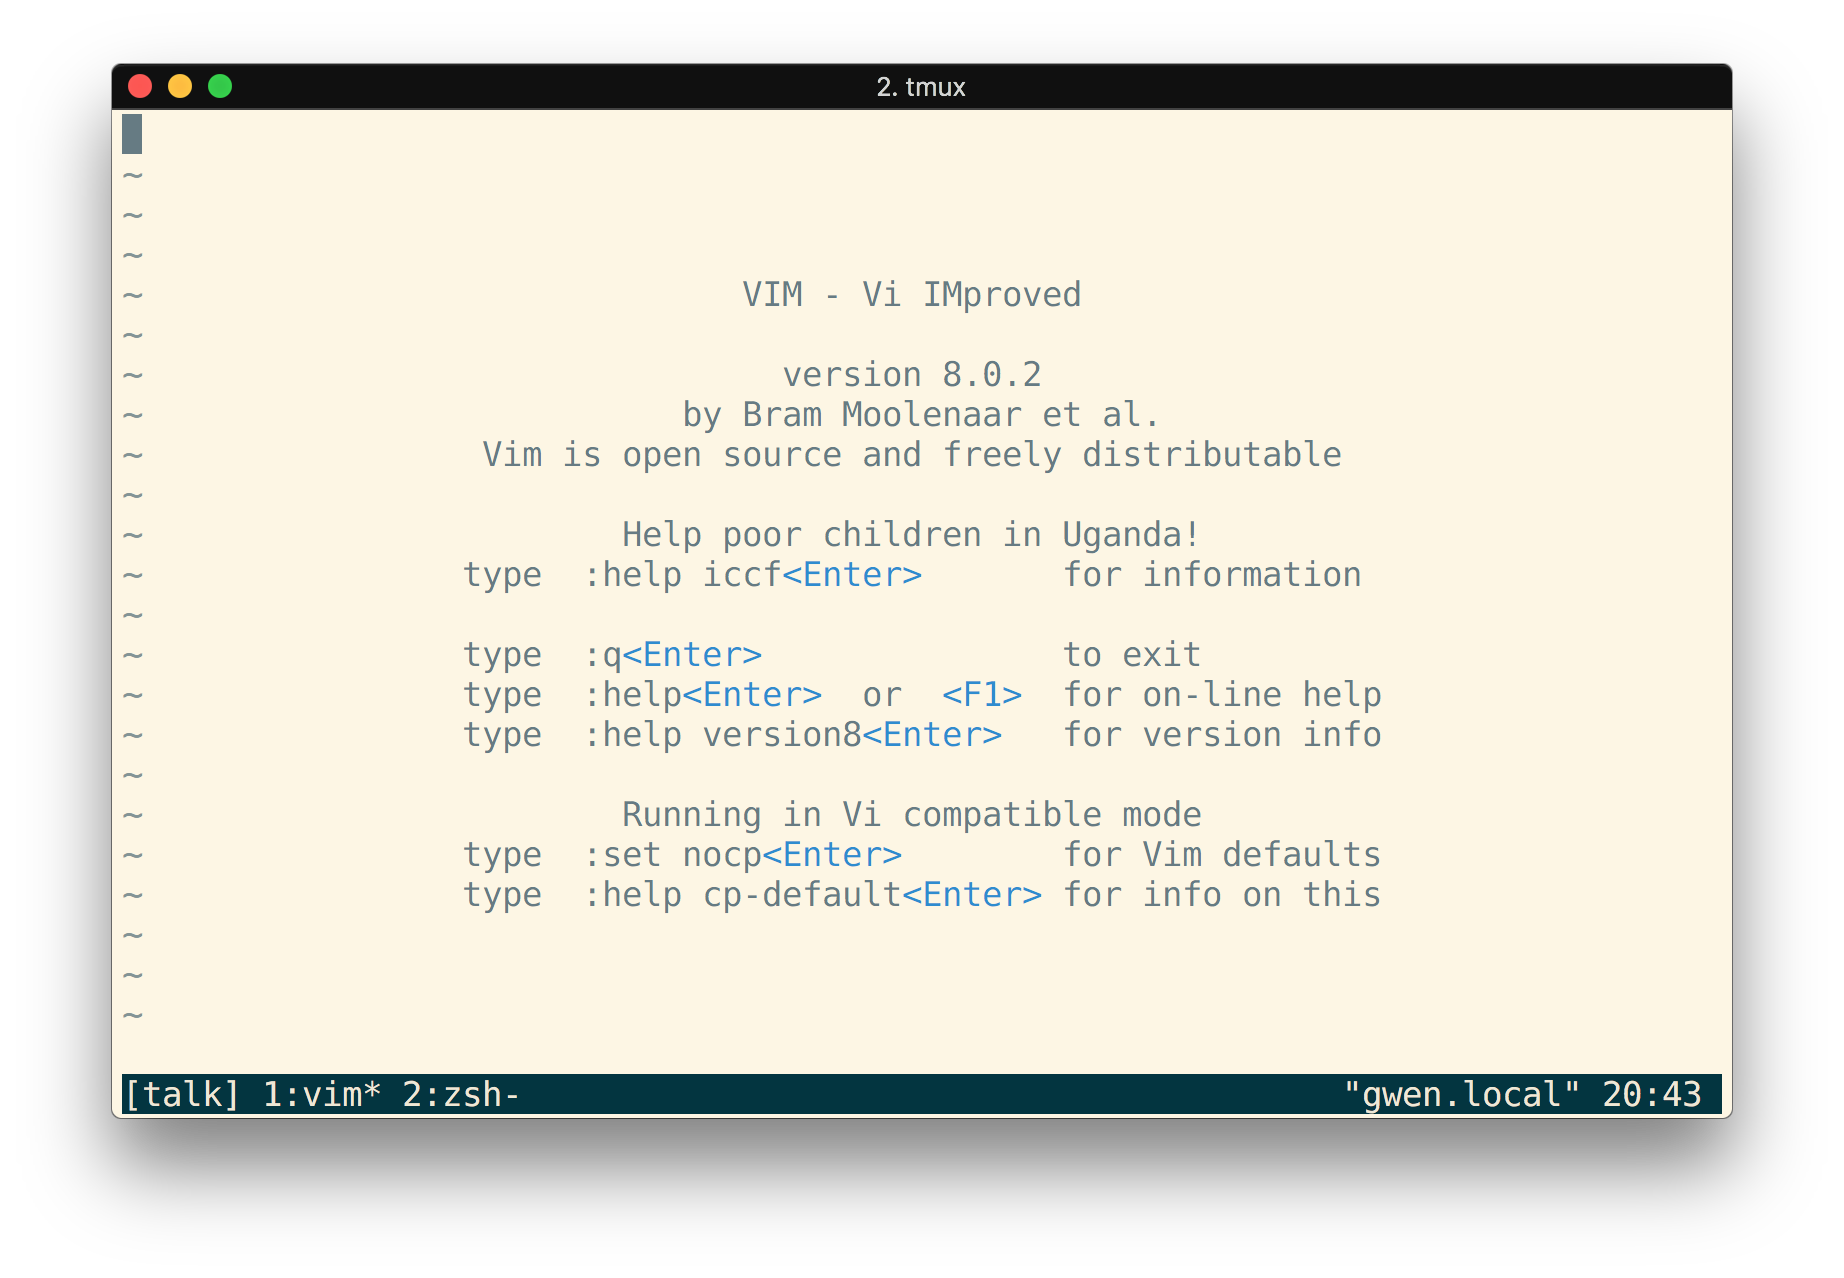 2. tmux
~
~
~
~ VIM - Vi IMproved
~
~ version 8.0.2
~ by Bram Moolenaar et al.
~ Vim is open source and freely distributable
~
~ Help poor children in Uganda!
~ type  :help iccf<Enter>       for information
~
~ type  :q<Enter>               to exit
~ type  :help<Enter>  or  <F1>  for on-line help
~ type  :help version8<Enter>   for version info
~
~ Running in Vi compatible mode
~ type  :set nocp<Enter>        for Vim defaults
~ type  :help cp-default<Enter> for info on this
~
~
~
[talk] 1:vim* 2:zsh- "gwen.local" 20:43